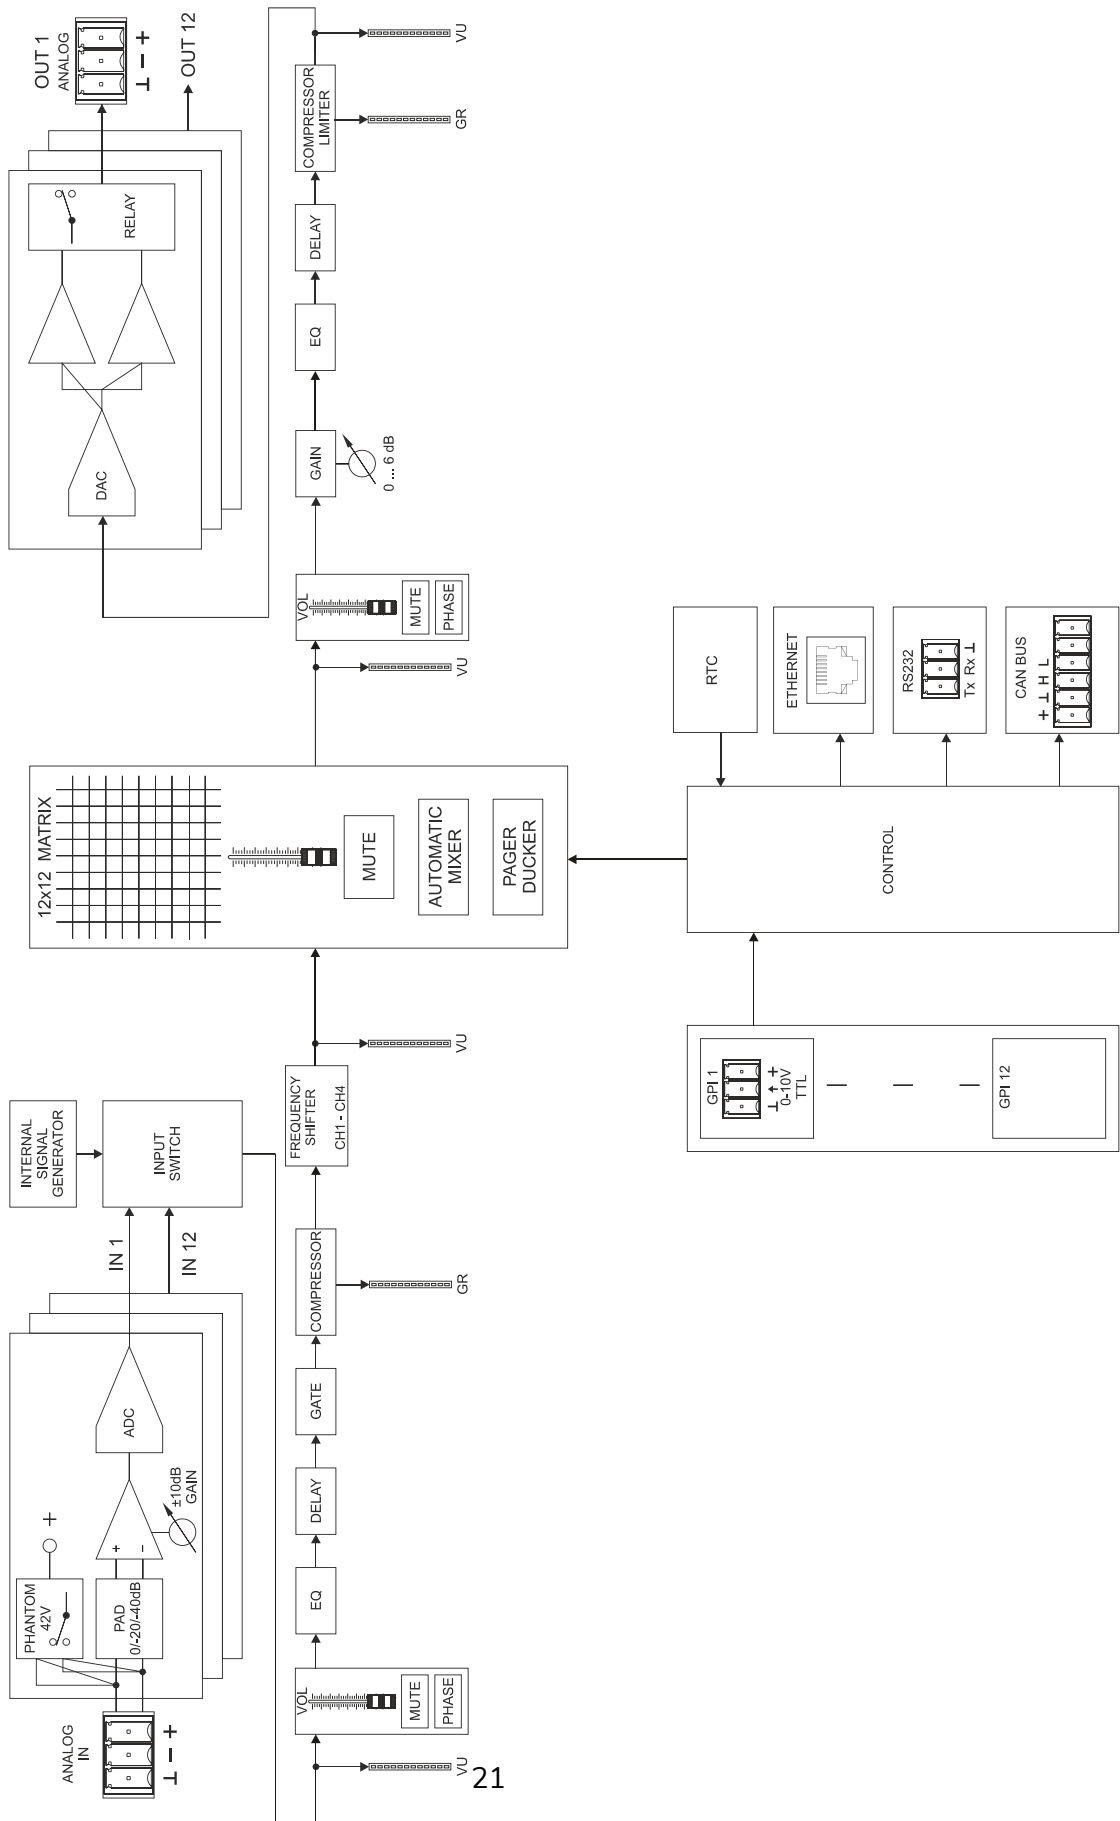 ANALOG
IN
⊥ − +
PHANTOM
42V
+
PAD
0/-20/-40dB
+
−
±10dB
GAIN
ADC
IN 1
IN 12
INTERNAL
SIGNAL
GENERATOR
INPUT
SWITCH
VU
VOL
MUTE
PHASE
EQ
DELAY
GATE
COMPRESSOR
GR
FREQUENCY
SHIFTER
CH1 - CH4
VU
12x12 MATRIX
MUTE
AUTOMATIC
MIXER
PAGER
DUCKER
VU
VOL
MUTE
PHASE
GAIN
0 ... 6 dB
EQ
DELAY
COMPRESSOR
LIMITER
GR
VU
DAC
RELAY
OUT 1
ANALOG
⊥ − +
OUT 12
GPI 1
⊥ ↑ +
0-10V
TTL
GPI 12
CONTROL
RTC
ETHERNET
RS232
Tx Rx ⊥
CAN BUS
+ ⊥ H L
21